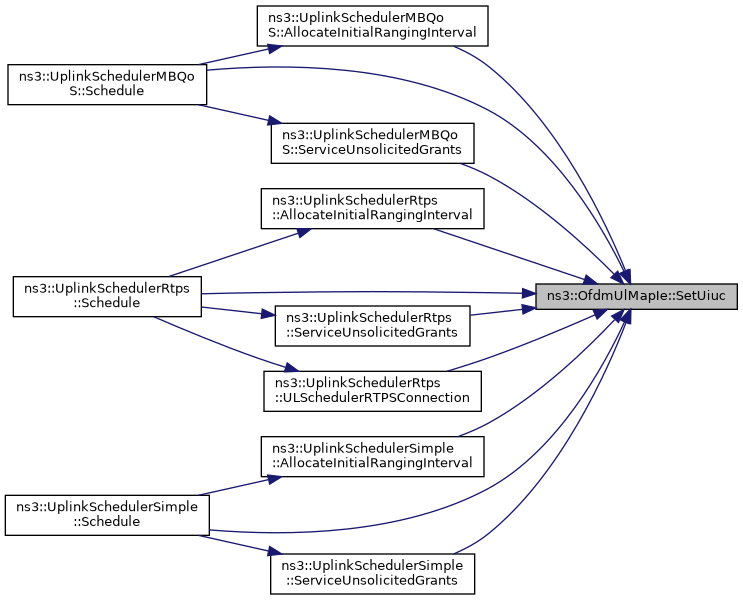 ns3::UplinkSchedulerMBQo
S::AllocateInitialRangingInterval
ns3::UplinkSchedulerMBQo
S::Schedule
ns3::UplinkSchedulerMBQo
S::ServiceUnsolicitedGrants
ns3::UplinkSchedulerRtps
::AllocateInitialRangingInterval
ns3::UplinkSchedulerRtps
::Schedule
ns3::OfdmUlMapIe::SetUiuc
ns3::UplinkSchedulerRtps
::ServiceUnsolicitedGrants
ns3::UplinkSchedulerRtps
::ULSchedulerRTPSConnection
ns3::UplinkSchedulerSimple
::AllocateInitialRangingInterval
ns3::UplinkSchedulerSimple
::Schedule
ns3::UplinkSchedulerSimple
::ServiceUnsolicitedGrants